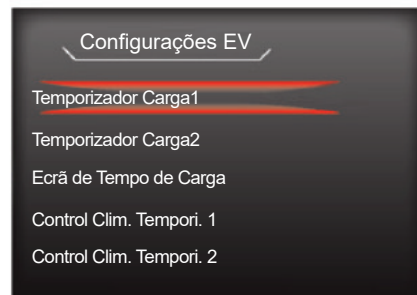 Configurações EV
Temporizador Carga1
Temporizador Carga2
Ecrã de Tempo de Carga
Control Clim. Tempori. 1
Control Clim. Tempori. 2